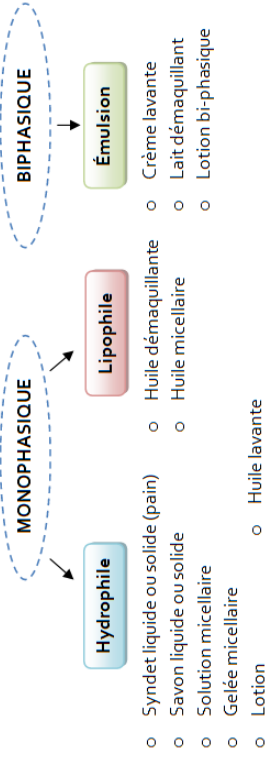 MONOPHASIQUE
BIPHASIQUE
Hydrophile
Lipophile
Émulsion
o Syndet liquide ou solide (pain)
o Savon liquide ou solide
o Solution micellaire
o Gelée micellaire
o Lotion
o Huile lavante
o Huile démaquillante
o Huile micellaire
o Crème lavante
o Lait démaquillant
o Lotion bi-phasique